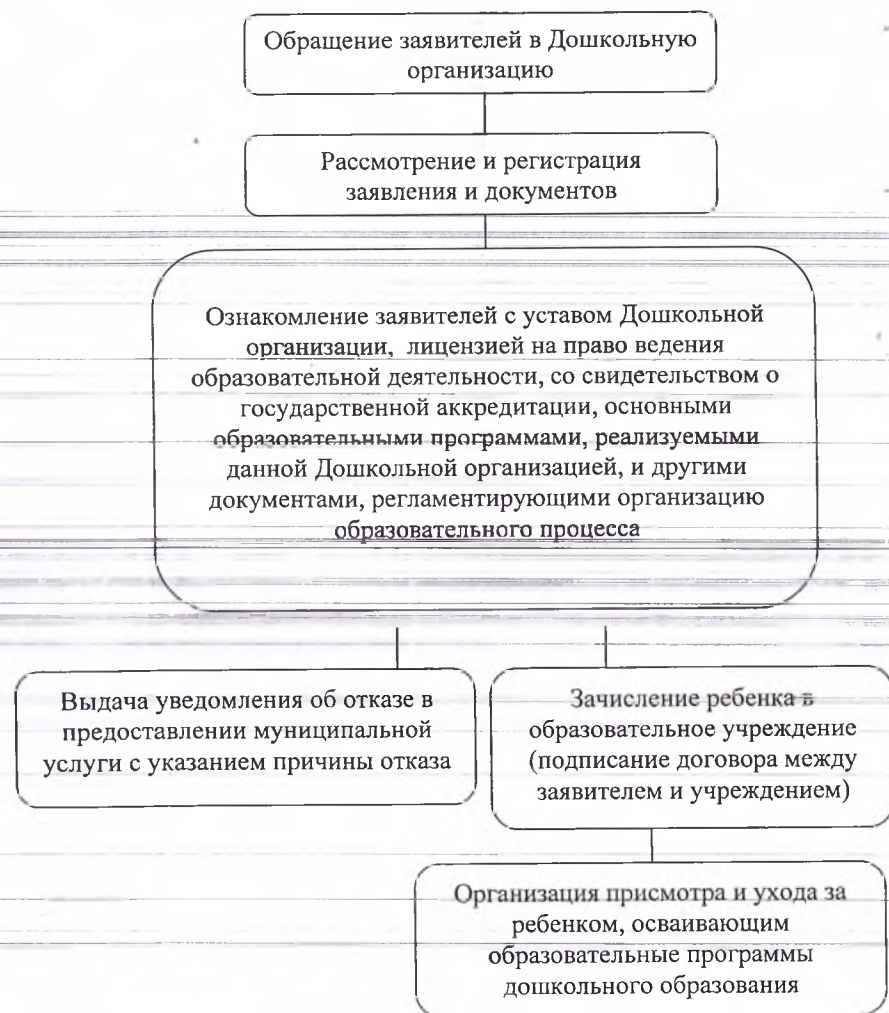 Обращение заявителей в Дошкольную
организацию
Рассмотрение и регистрация
заявления и документов
Ознакомление заявителей с уставом Дошкольной
организации, лицензией на право ведения
образовательной деятельности, со свидетельством о
государственной аккредитации, основными
образовательными программами, реализуемыми
данной Дошкольной организацией, и другими
документами, регламентирующими организацию
образовательного процесса
Выдача уведомления об отказе в
предоставлении муниципальной
услуги с указанием причины отказа
Зачисление ребенка в
образовательное учреждение
(подписание договора между
заявителем и учреждением)
Организация присмотра и ухода за
ребенком, осваивающим
образовательные программы
дошкольного образования